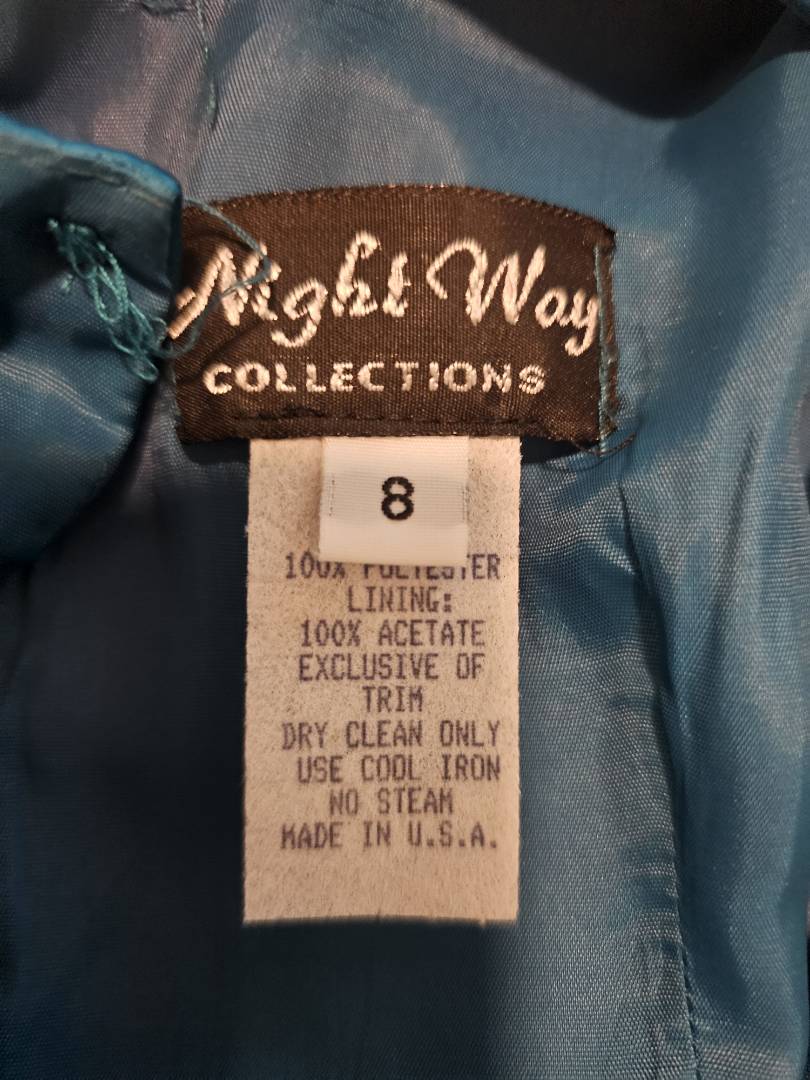 Night Way
COLLECTIONS
8
100% POLYESTER
LINING:
100% ACETATE
EXCLUSIVE OF
TRIM
DRY CLEAN ONLY
USE COOL IRON
NO STEAM
MADE IN U.S.A.